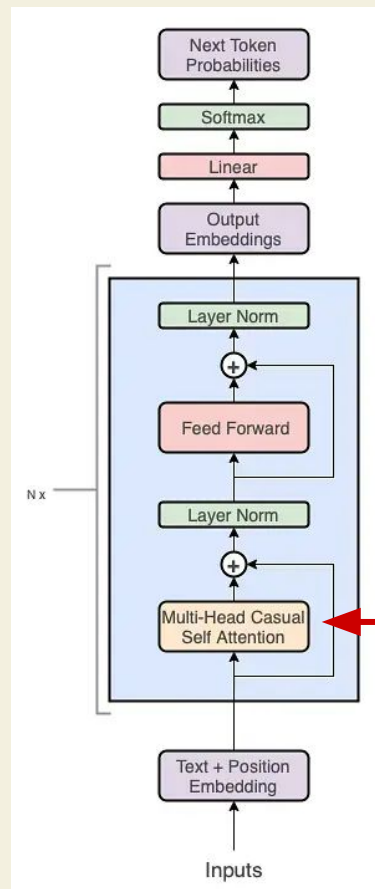 Next Token
Probabilities
Softmax
Linear
Output
Embeddings
Layer Norm
+
Feed Forward
N x
Layer Norm
+
Multi-Head Casual
Self Attention
Text + Position
Embedding
Inputs